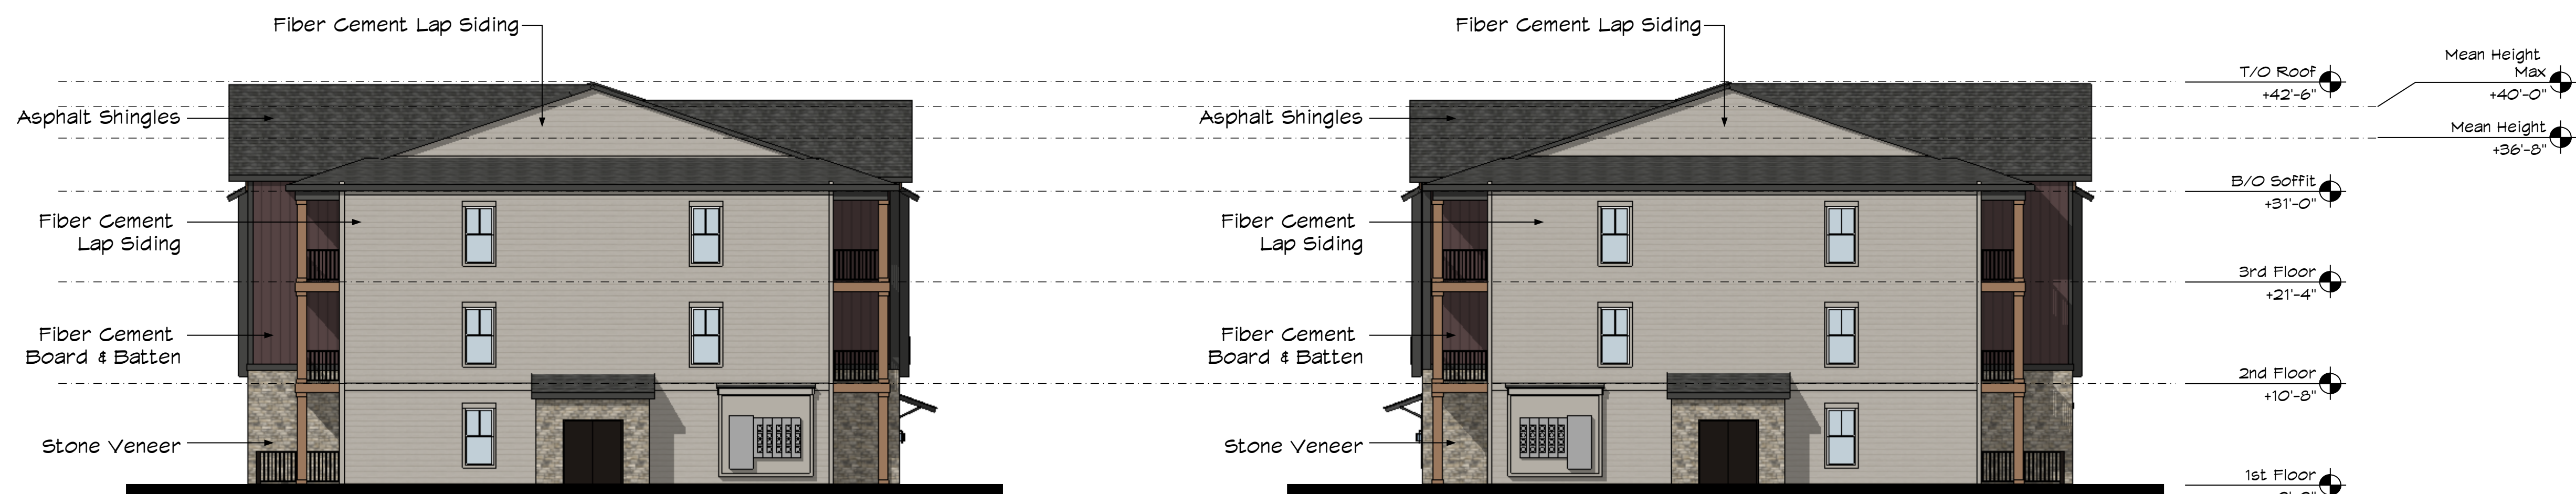 Fiber Cement Lap Siding
Asphalt Shingles
Fiber Cement
Lap Siding
Fiber Cement
Board & Batten
Stone Veneer
Fiber Cement Lap Siding
Asphalt Shingles
Fiber Cement
Lap Siding
Fiber Cement
Board & Batten
Stone Veneer
T/O Roof
+42'-6"
Mean Height
Max
+40'-0"
Mean Height
+36'-8"
B/O Soffit
+31'-0"
3rd Floor
+21'-4"
2nd Floor
+10'-8"
1st Floor